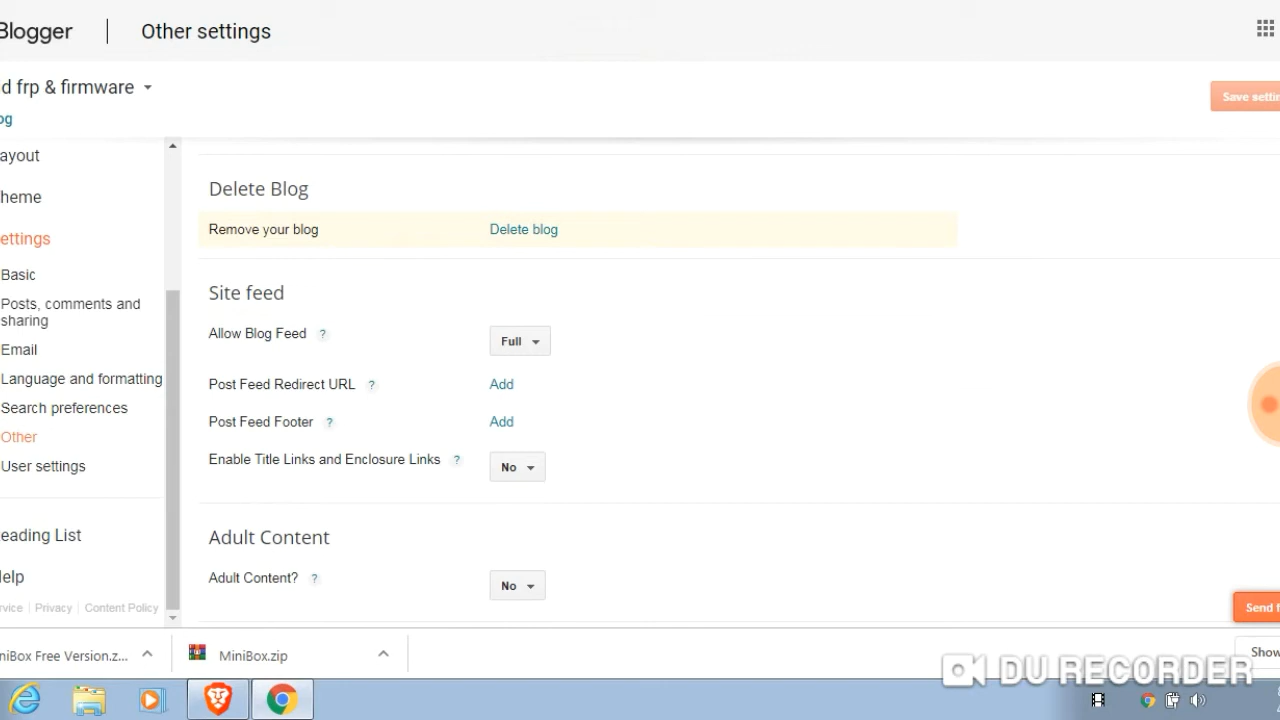 Blogger
Other settings
d frp & firmware
og
Save settin
ayout
heme
ettings
Basic
Posts, comments and
sharing
Email
Language and formatting
Search preferences
Other
User settings
eading List
elp
rvice | Privacy | Content Policy
Delete Blog
Remove your blog
Delete blog
Site feed
Allow Blog Feed ?
Full
Post Feed Redirect URL ?
Add
Post Feed Footer ?
Add
Enable Title Links and Enclosure Links ?
No
Adult Content
Adult Content? ?
No
Send f
niBox Free Version.z...
MiniBox.zip
Show
DU RECORDER